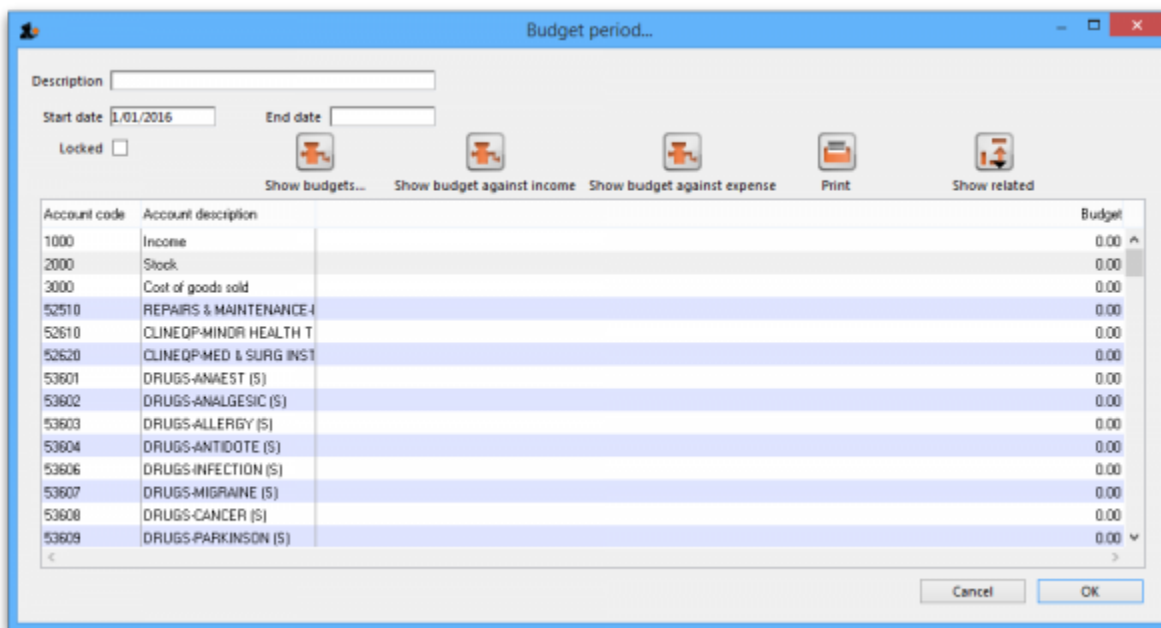 Budget period...
Description
Start date 1/01/2016 End date
Locked
Show budgets... Show budget against income Show budget against expense Print Show related
Account code Account description Budget
1000 Income 0.00
2000 Stock 0.00
3000 Cost of goods sold 0.00
52510 REPAIRS & MAINTENANCE- 0.00
52610 CLINEQP-MINOR HEALTH T 0.00
52620 CLINEQP-MED & SURG INST 0.00
53601 DRUGS-ANAEST (S) 0.00
53602 DRUGS-ANALGESIC (S) 0.00
53603 DRUGS-ALLERGY (S) 0.00
53604 DRUGS-ANTIDOTE (S) 0.00
53606 DRUGS-INFECTION (S) 0.00
53607 DRUGS-MIGRAINE (S) 0.00
53608 DRUGS-CANCER (S) 0.00
53609 DRUGS-PARKINSON (S) 0.00
Cancel OK